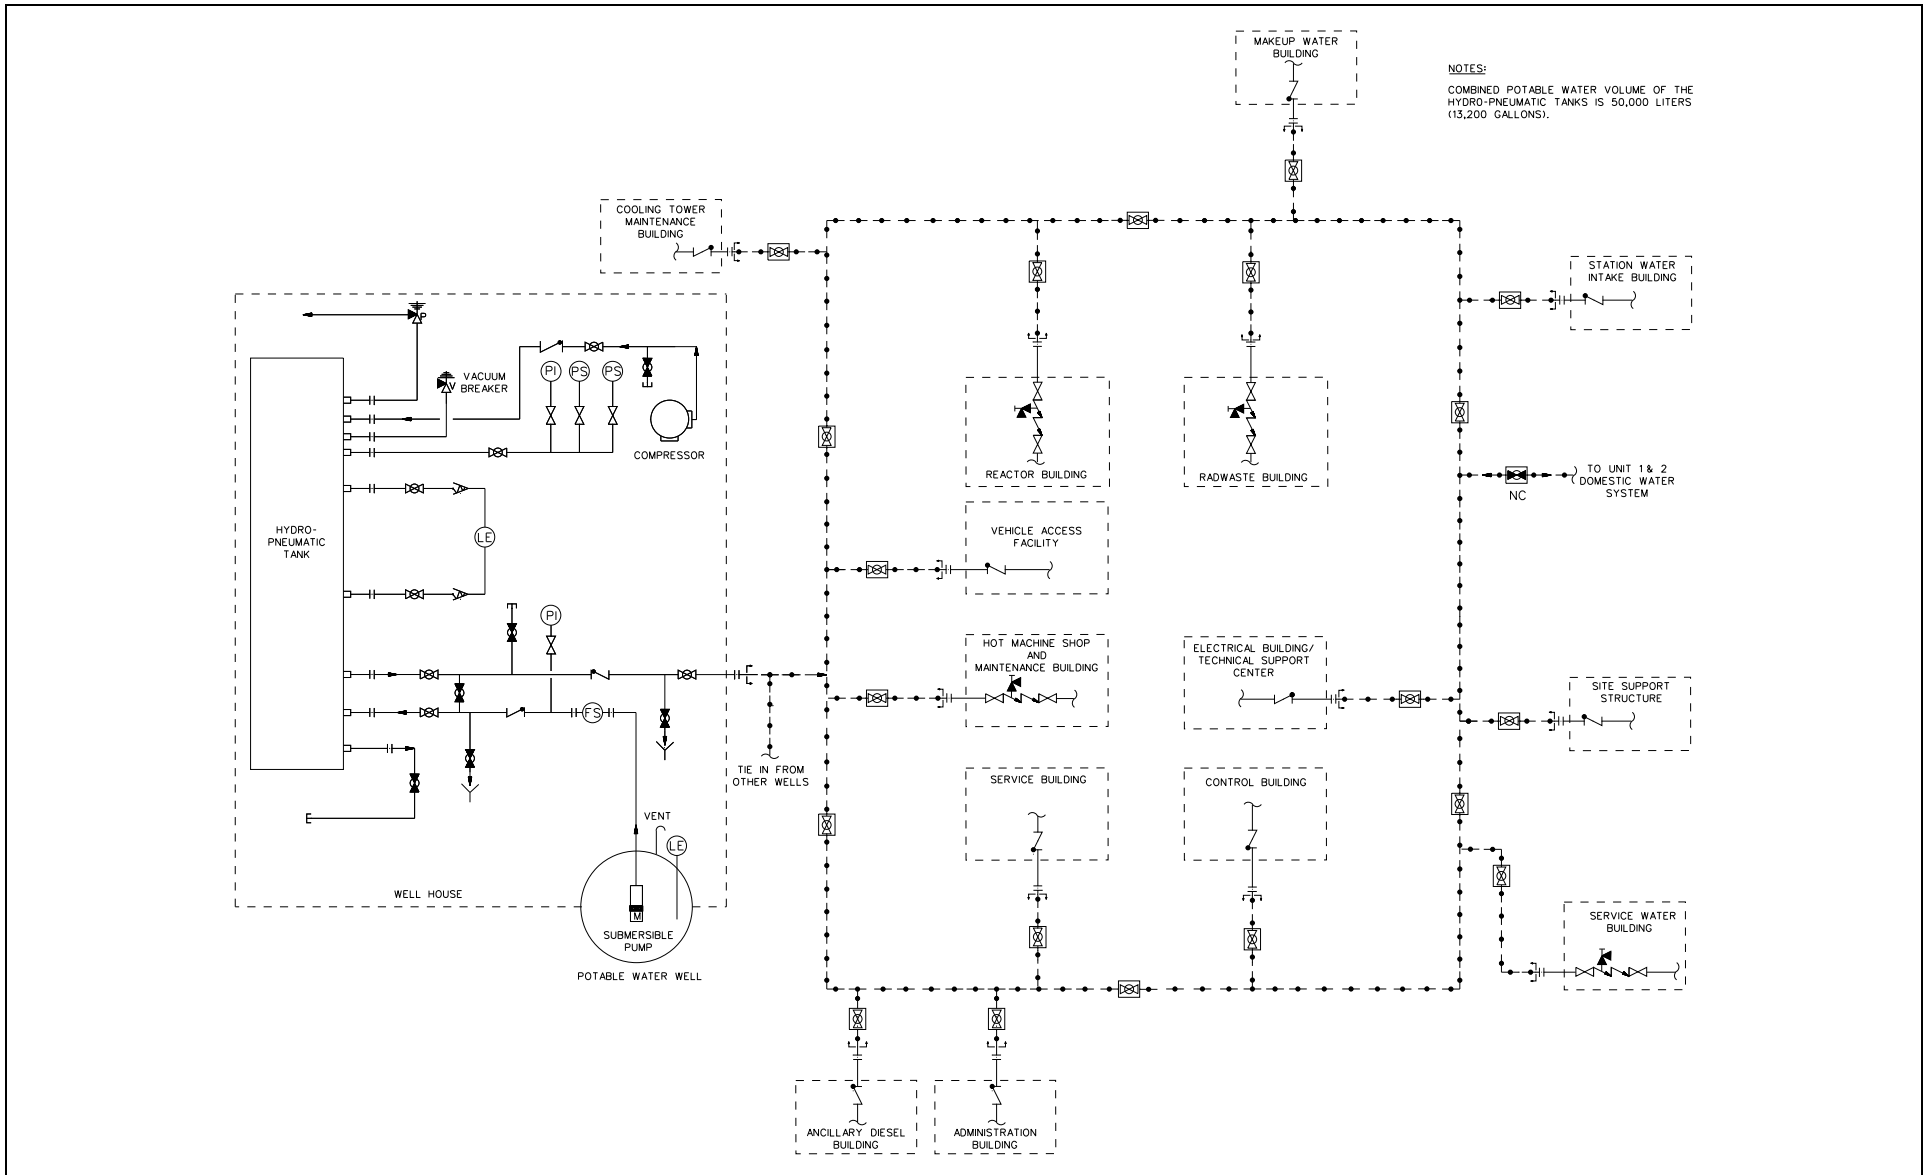 MAKEUP WATER
BUILDING
NOTES:
COMBINED POTABLE WATER VOLUME OF THE
HYDRO-PNEUMATIC TANKS IS 50,000 LITERS
(13,200 GALLONS).
COOLING TOWER
MAINTENANCE
BUILDING
STATION WATER
INTAKE BUILDING
P
VACUUM
BREAKER
V
PI
PS
PS
COMPRESSOR
REACTOR BUILDING
RADWASTE BUILDING
TO UNIT 1 & 2
DOMESTIC WATER
SYSTEM
NC
HYDRO-
PNEUMATIC
TANK
LE
VEHICLE ACCESS
FACILITY
PI
HOT MACHINE SHOP
AND
MAINTENANCE BUILDING
ELECTRICAL BUILDING/
TECHNICAL SUPPORT
CENTER
SITE SUPPORT
STRUCTURE
FS
TIE IN FROM
OTHER WELLS
SERVICE BUILDING
CONTROL BUILDING
VENT
LE
WELL HOUSE
M
SUBMERSIBLE
PUMP
POTABLE WATER WELL
SERVICE WATER
BUILDING
ANCILLARY DIESEL
BUILDING
ADMINISTRATION
BUILDING